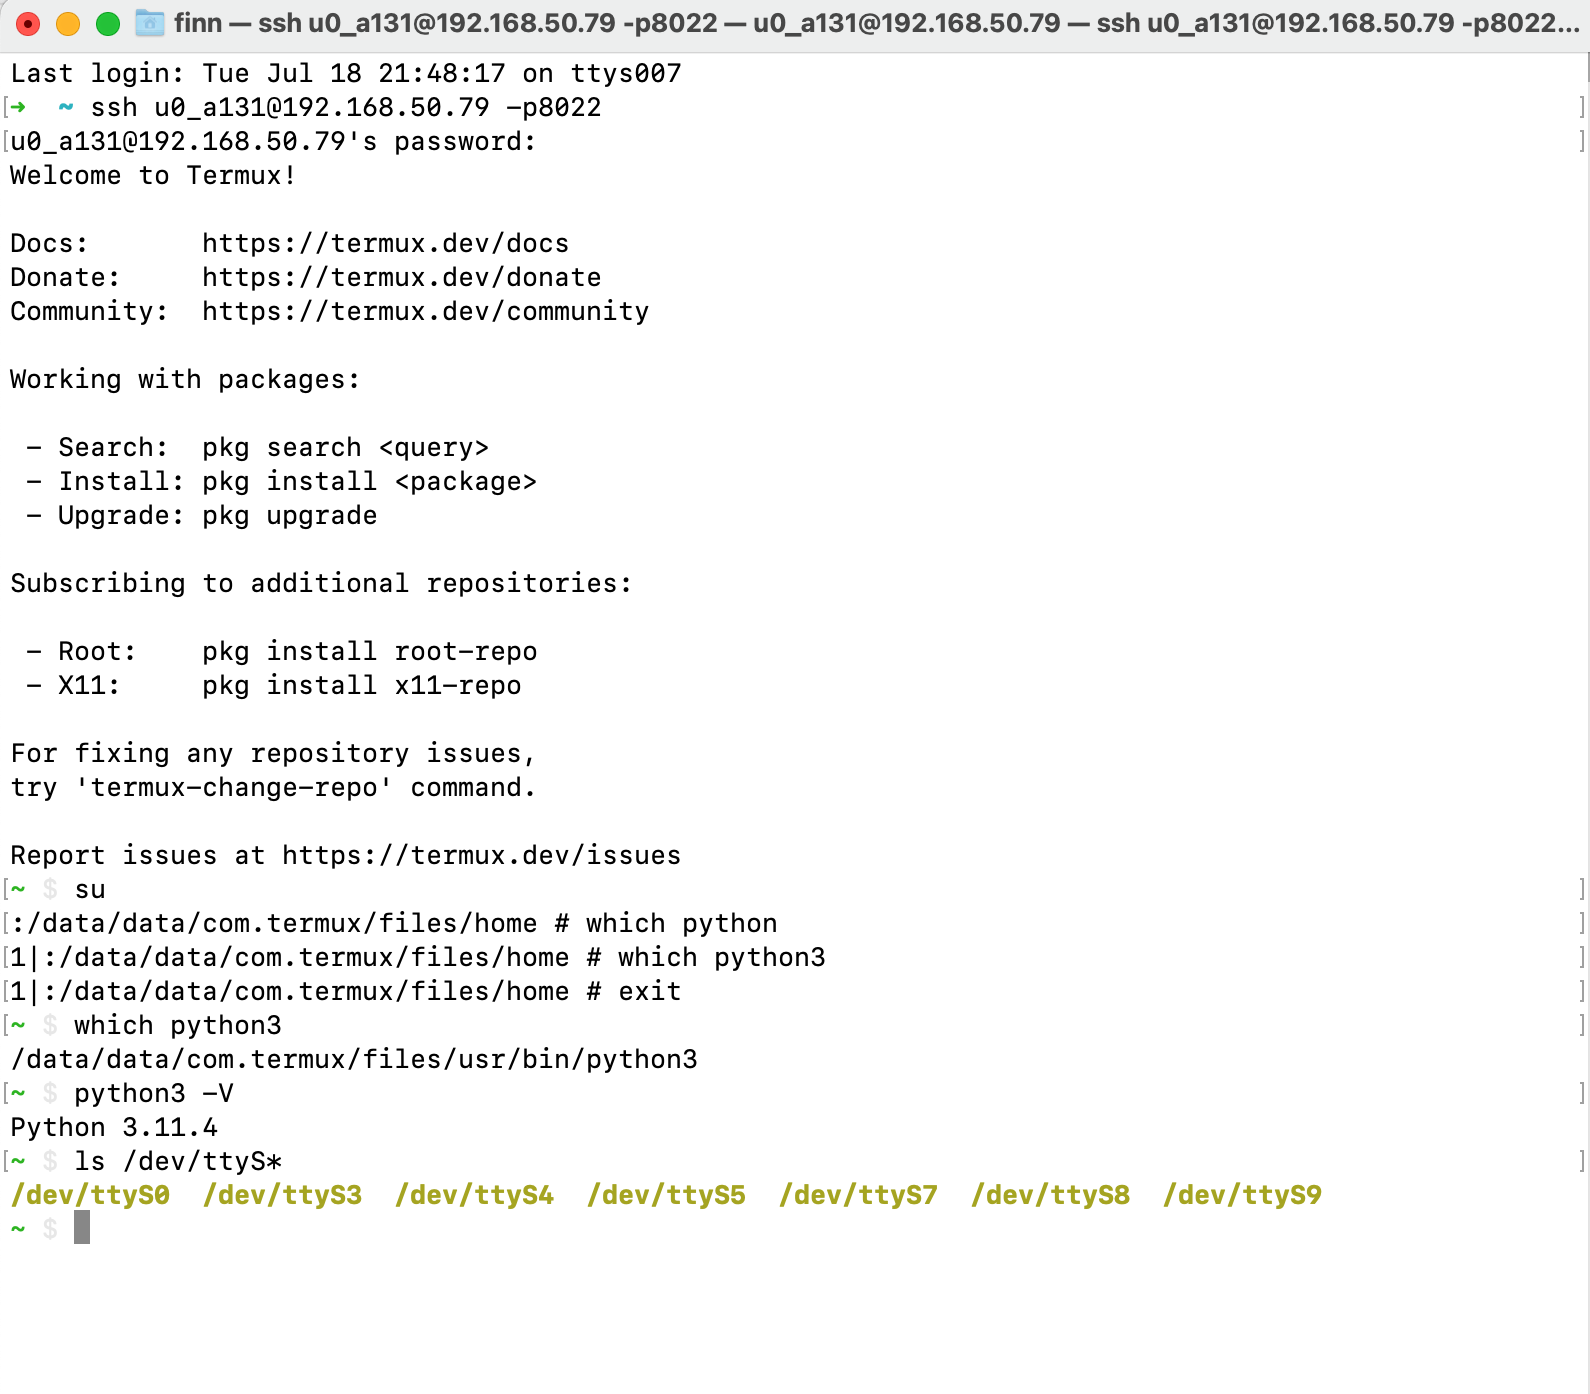 finn — ssh u0_a131@192.168.50.79 -p8022 — u0_a131@192.168.50.79 — ssh u0_a131@192.168.50.79 -p8022...
Last login: Tue Jul 18 21:48:17 on ttys007
[➜  ~ ssh u0_a131@192.168.50.79 -p8022 ]
[u0_a131@192.168.50.79's password: ]
Welcome to Termux!
Docs:       https://termux.dev/docs
Donate:     https://termux.dev/donate
Community:  https://termux.dev/community
Working with packages:
 - Search:  pkg search <query>
 - Install: pkg install <package>
 - Upgrade: pkg upgrade
Subscribing to additional repositories:
 - Root:    pkg install root-repo
 - X11:     pkg install x11-repo
For fixing any repository issues,
try 'termux-change-repo' command.
Report issues at https://termux.dev/issues
[~ $ su ]
[:/data/data/com.termux/files/home # which python ]
[1|:/data/data/com.termux/files/home # which python3 ]
[1|:/data/data/com.termux/files/home # exit ]
[~ $ which python3 ]
/data/data/com.termux/files/usr/bin/python3
[~ $ python3 -V ]
Python 3.11.4
[~ $ ls /dev/ttyS* ]
/dev/ttyS0  /dev/ttyS3  /dev/ttyS4  /dev/ttyS5  /dev/ttyS7  /dev/ttyS8  /dev/ttyS9
~ $